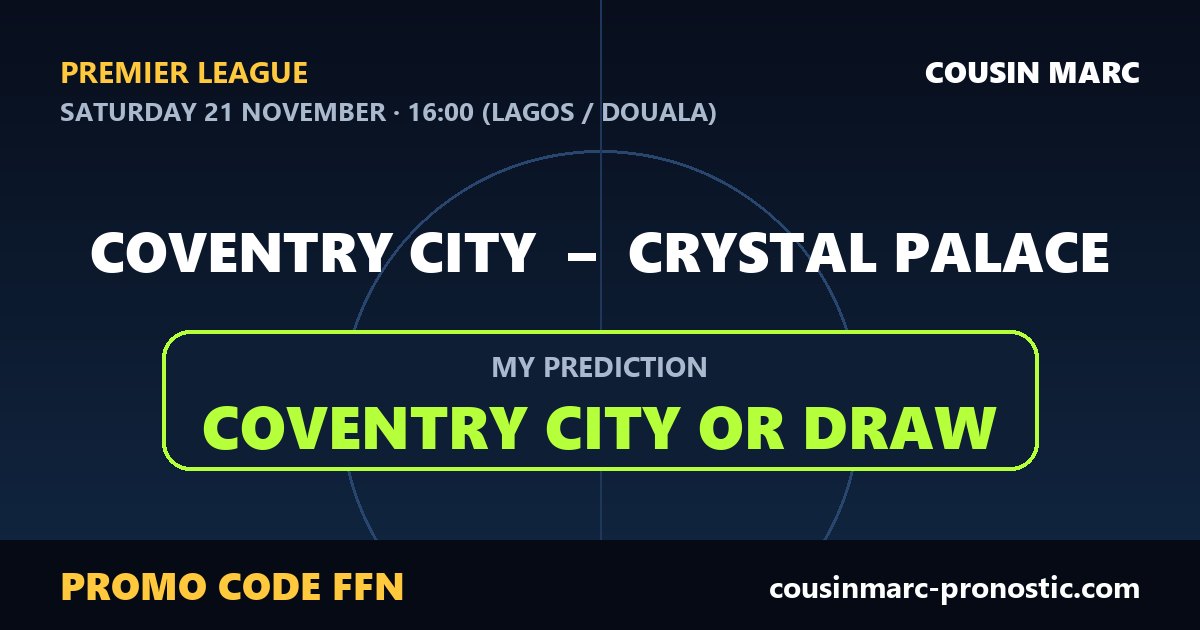 PREMIER LEAGUE
COUSIN MARC
SATURDAY 21 NOVEMBER · 16:00 (LAGOS / DOUALA)
COVENTRY CITY – CRYSTAL PALACE
MY PREDICTION
COVENTRY CITY OR DRAW
PROMO CODE FFN
cousinmarc-pronostic.com